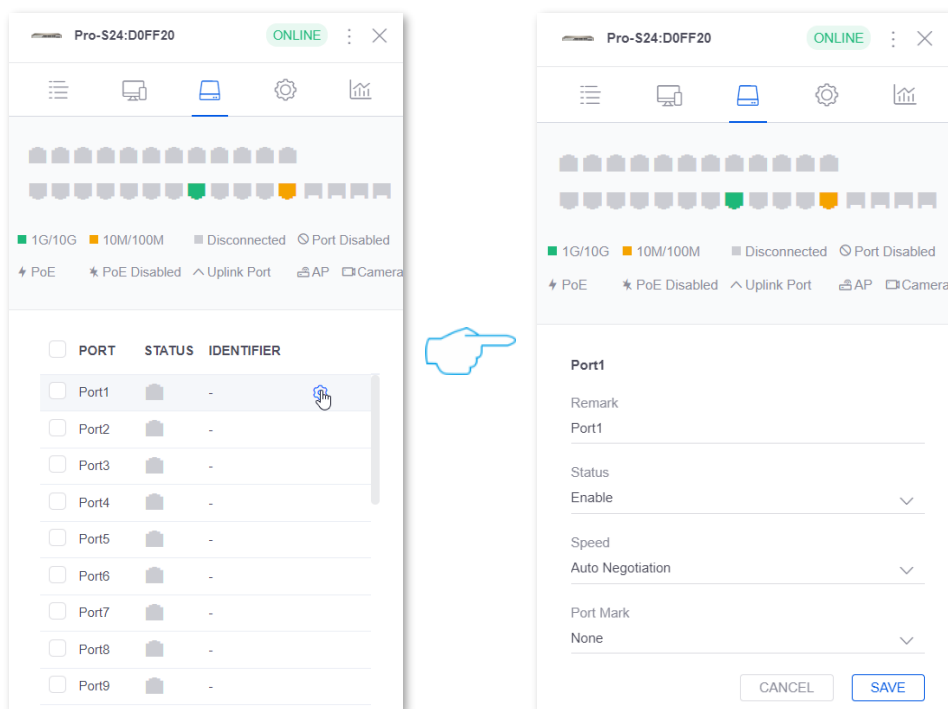 Pro-S24:D0FF20 ONLINE
1G/10G 10M/100M Disconnected Port Disabled
PoE PoE Disabled Uplink Port AP Camera
PORT STATUS IDENTIFIER
Port1 -
Port2 -
Port3 -
Port4 -
Port5 -
Port6 -
Port7 -
Port8 -
Port9 -
Pro-S24:D0FF20 ONLINE
1G/10G 10M/100M Disconnected Port Disabled
PoE PoE Disabled Uplink Port AP Camera
Port1
Remark
Port1
Status
Enable
Speed
Auto Negotiation
Port Mark
None
CANCEL SAVE